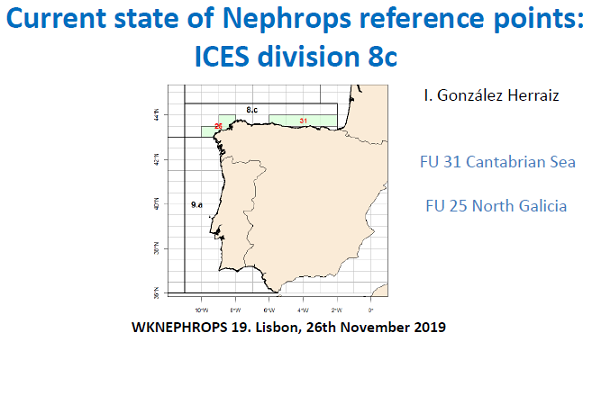 Current state of Nephrops reference points:
ICES division 8c
I. González Herraiz
FU 31 Cantabrian Sea
FU 25 North Galicia
8.c
31
9.a
44°N
42°N
40°N
38°N
36°N
10°W 8°W 6°W 4°W 2°W 0°
WKNEPHROPS 19. Lisbon, 26th November 2019